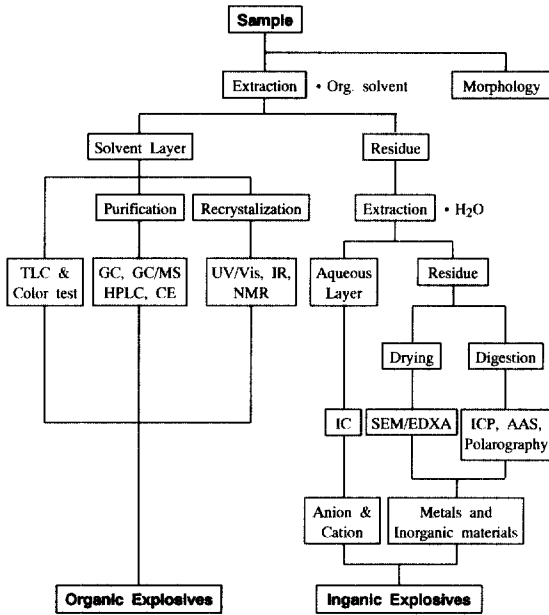 Sample
Extraction
• Org. solvent
Morphology
Solvent Layer
Residue
Purification
Recrystalization
Extraction
• H₂O
TLC &
Color test
GC, GC/MS
HPLC, CE
UV/Vis, IR,
NMR
Aqueous
Layer
Residue
Drying
Digestion
IC
SEM/EDXA
ICP, AAS,
Polarography
Anion &
Cation
Metals and
Inorganic materials
Organic Explosives
Inganic Explosives